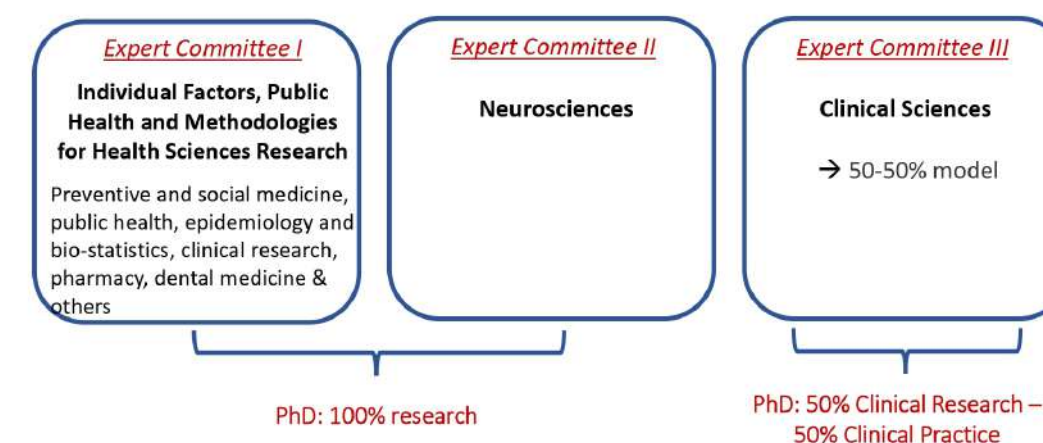 Expert Committee I
Individual Factors, Public
Health and Methodologies
for Health Sciences Research
Preventive and social medicine,
public health, epidemiology and
bio-statistics, clinical research,
pharmacy, dental medicine &
others
Expert Committee II
Neurosciences
Expert Committee III
Clinical Sciences
→ 50-50% model
PhD: 100% research
PhD: 50% Clinical Research –
50% Clinical Practice